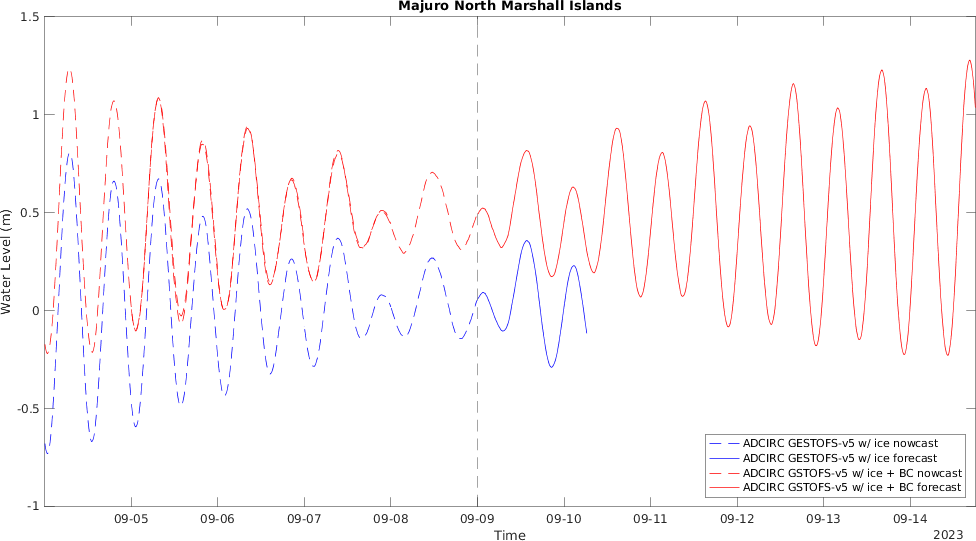 Majuro North Marshall Islands
1.5
1
0.5
0
-0.5
-1
Water Level (m)
ADCIRC GESTOFS-v5 w/ ice nowcast
ADCIRC GESTOFS-v5 w/ ice forecast
ADCIRC GSTOFS-v5 w/ ice + BC nowcast
ADCIRC GSTOFS-v5 w/ ice + BC forecast
09-05 09-06 09-07 09-08 09-09 09-10 09-11 09-12 09-13 09-14
Time
2023